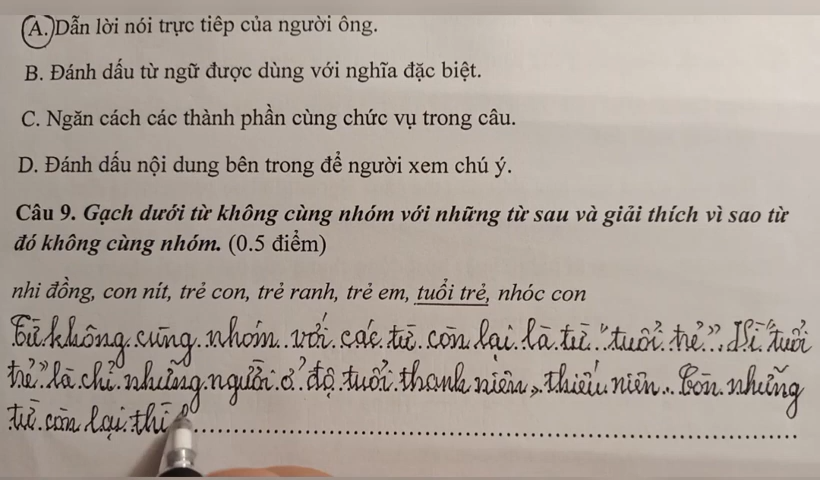 A. Dẫn lời nói trực tiêp của người ông.
B. Đánh dấu từ ngữ được dùng với nghĩa đặc biệt.
C. Ngăn cách các thành phần cùng chức vụ trong câu.
D. Đánh dấu nội dung bên trong để người xem chú ý.
Câu 9. Gạch dưới từ không cùng nhóm với những từ sau và giải thích vì sao từ
đó không cùng nhóm. (0.5 điểm)
nhi đồng, con nít, trẻ con, trẻ ranh, trẻ em, tuổi trẻ, nhóc con
Từ không cùng nhóm với các từ còn lại là từ "tuổi trẻ". Vì "tuổi
trẻ" là chỉ những người ở độ tuổi thanh niên, thiếu niên. Còn những
từ còn lại thì